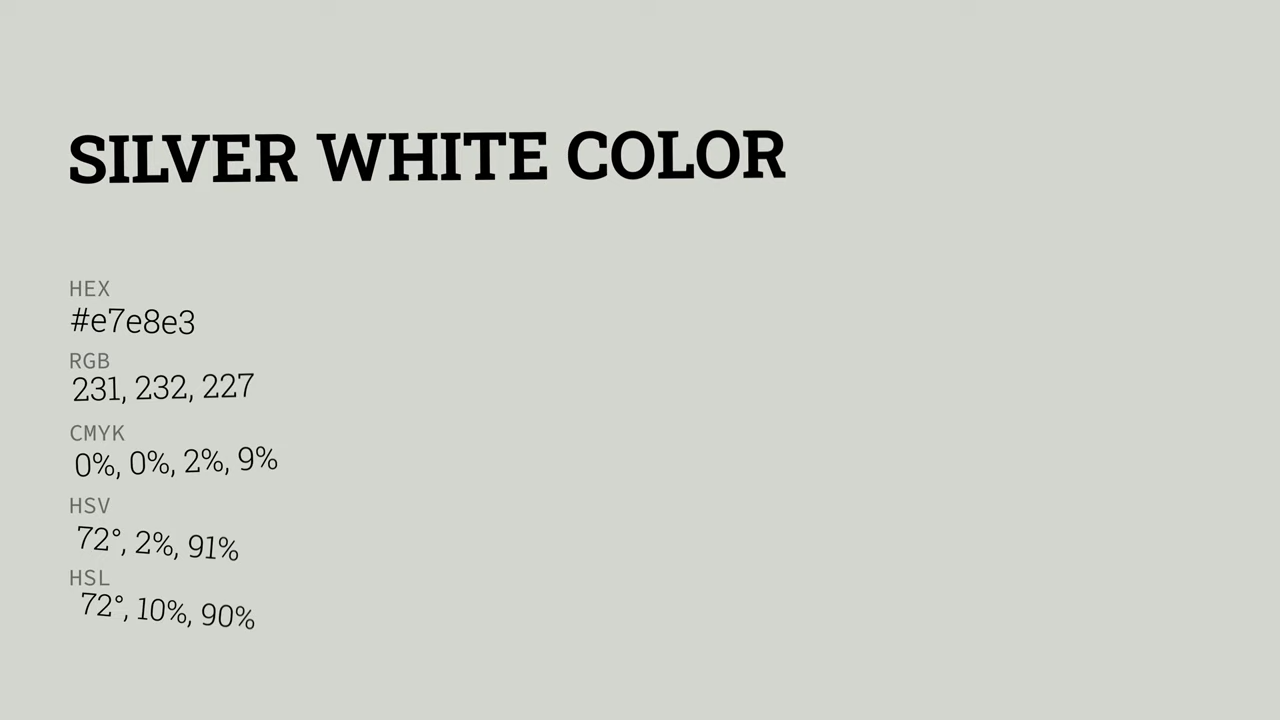 SILVER WHITE COLOR
HEX
#e7e8e3
RGB
231, 232, 227
CMYK
0%, 0%, 2%, 9%
HSV
72°, 2%, 91%
HSL
72°, 10%, 90%